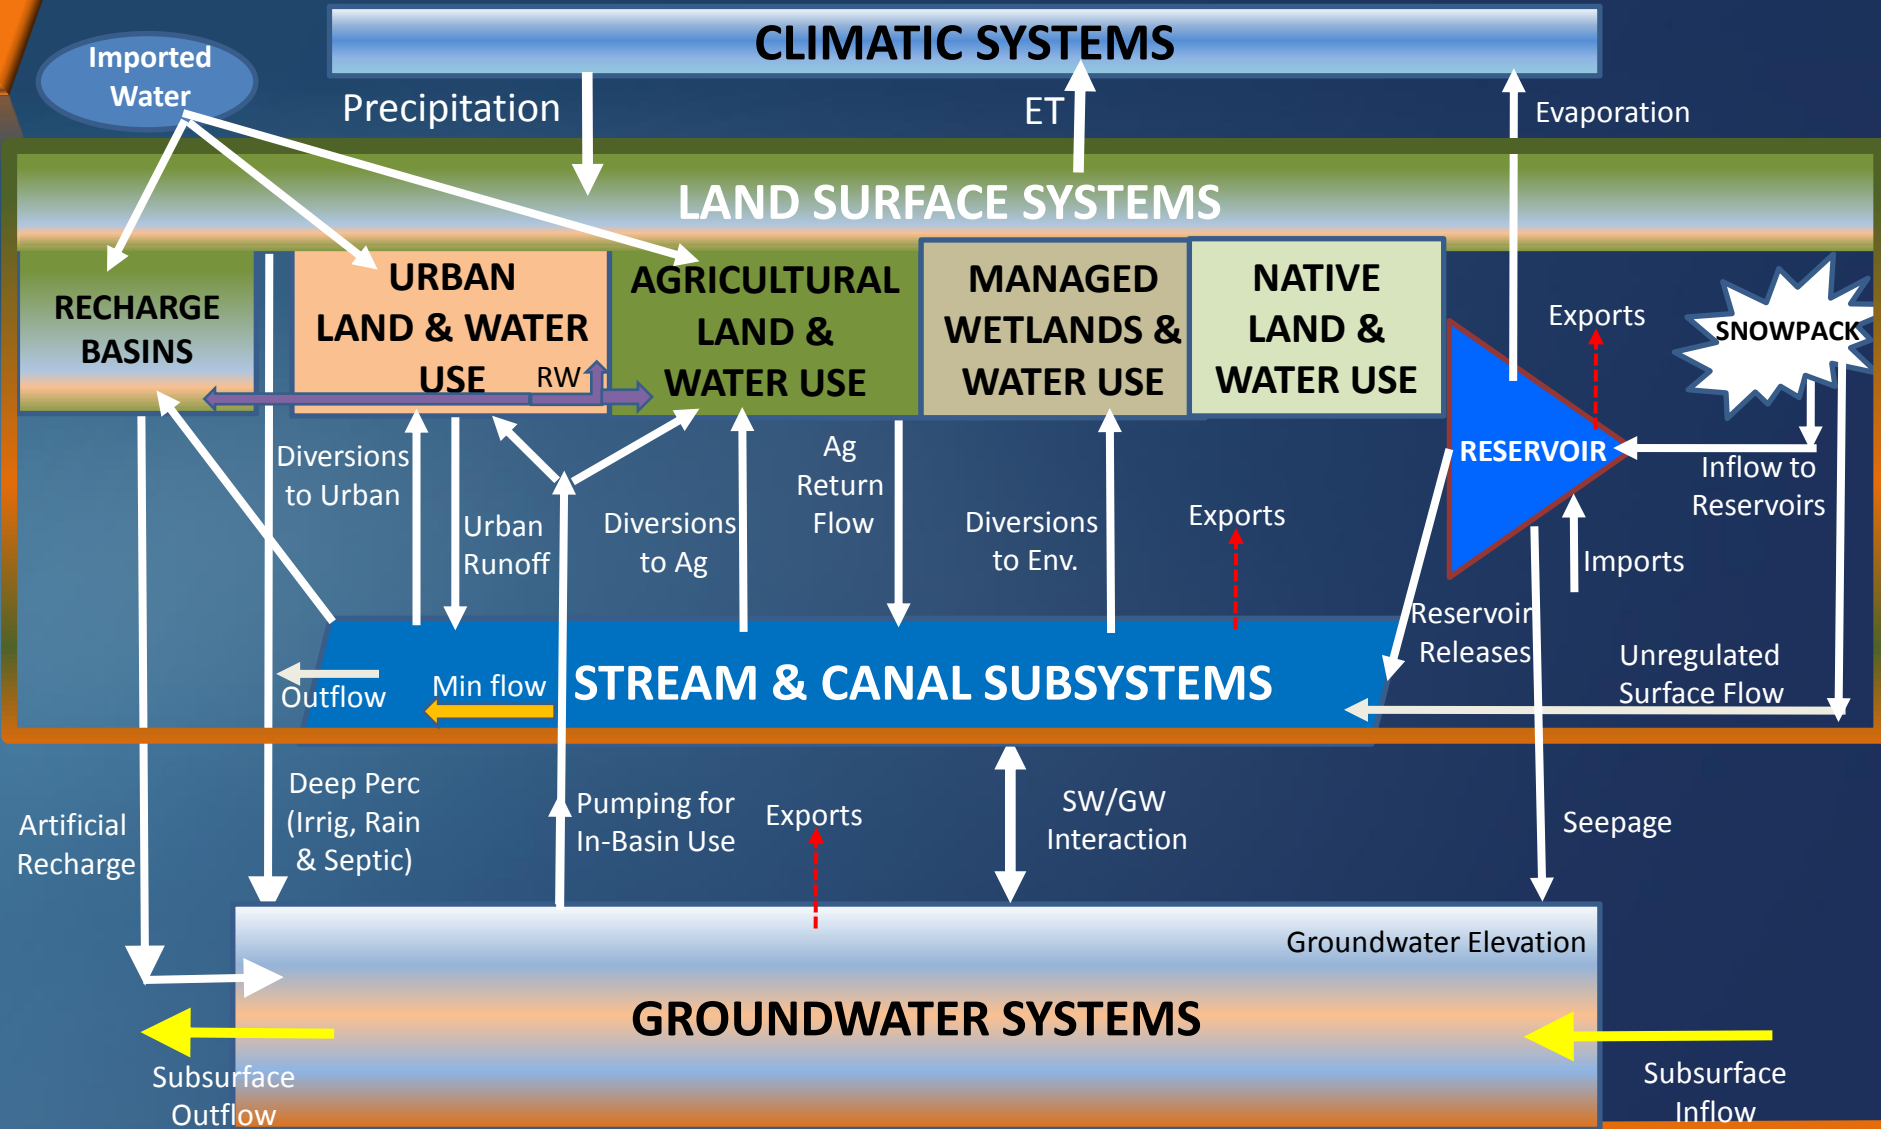 CLIMATIC SYSTEMS
Imported
Water
Precipitation
ET
Evaporation
LAND SURFACE SYSTEMS
RECHARGE
BASINS
URBAN
LAND & WATER
USE
RW
AGRICULTURAL
LAND &
WATER USE
MANAGED
WETLANDS &
WATER USE
NATIVE
LAND &
WATER USE
Exports
SNOWPACK
RESERVOIR
Inflow to
Reservoirs
Diversions
to Urban
Urban
Runoff
Diversions
to Ag
Ag
Return
Flow
Diversions
to Env.
Exports
Imports
Reservoir
Releases
Unregulated
Surface Flow
Outflow
Min flow
STREAM & CANAL SUBSYSTEMS
Artificial
Recharge
Deep Perc
(Irrig, Rain
& Septic)
Pumping for
In-Basin Use
Exports
SW/GW
Interaction
Seepage
Groundwater Elevation
GROUNDWATER SYSTEMS
Subsurface
Outflow
Subsurface
Inflow